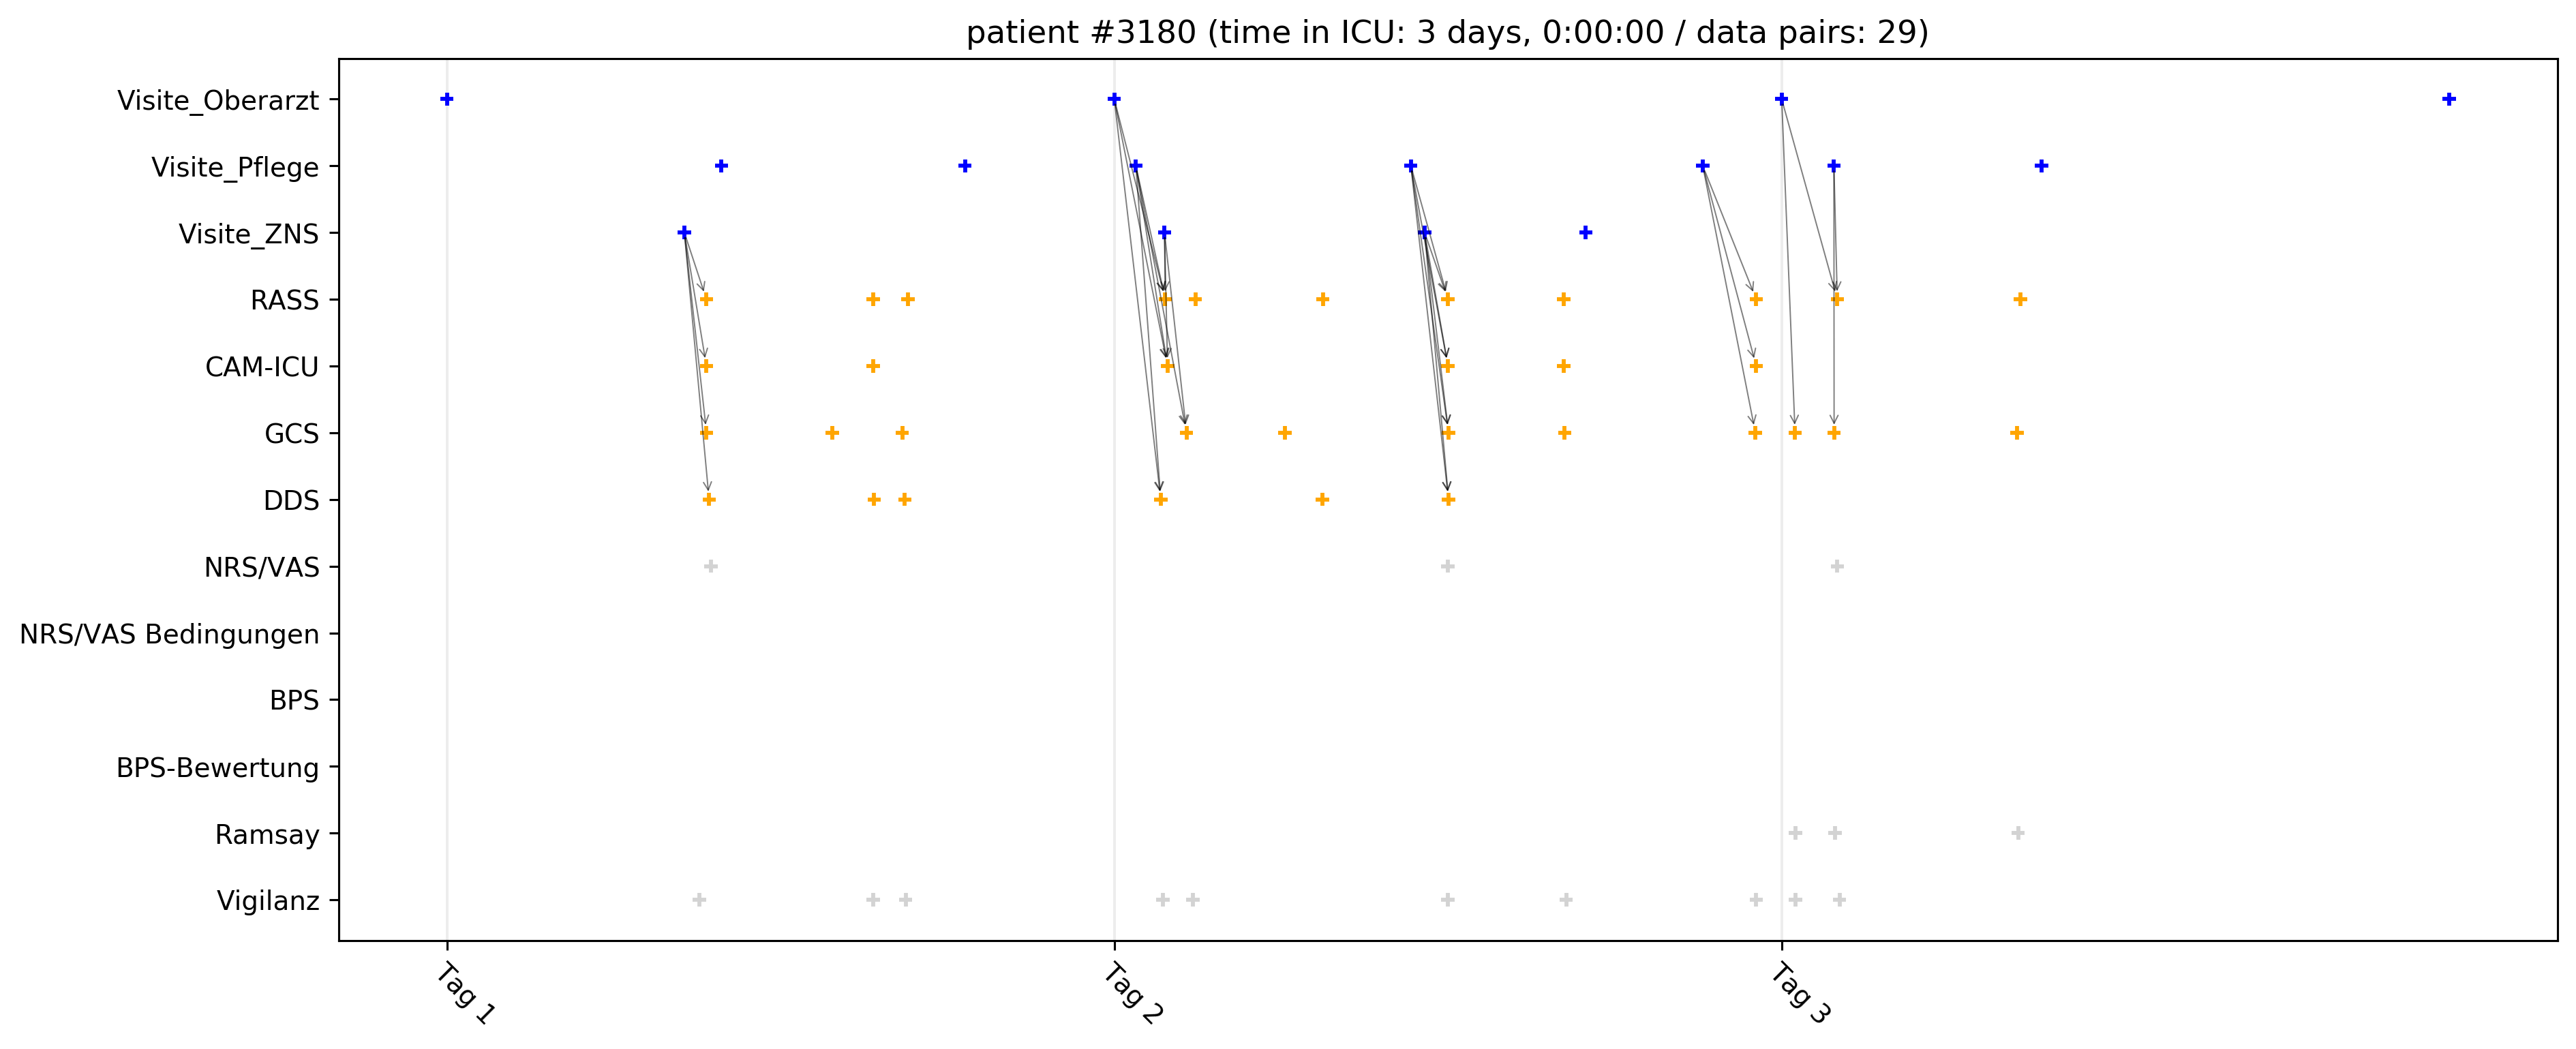 patient #3180 (time in ICU: 3 days, 0:00:00 / data pairs: 29)
Visite_Oberarzt
Visite_Pflege
Visite_ZNS
RASS
CAM-ICU
GCS
DDS
NRS/VAS
NRS/VAS Bedingungen
BPS
BPS-Bewertung
Ramsay
Vigilanz
Tag 1
Tag 2
Tag 3